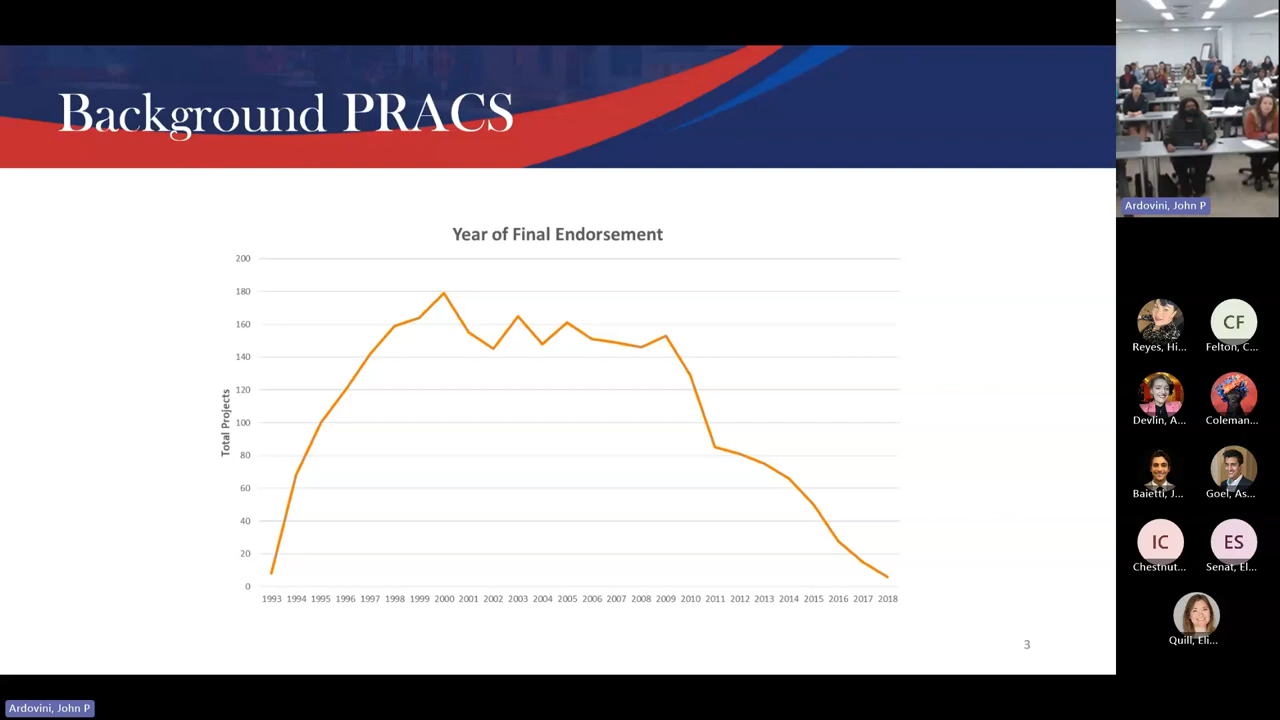 Background PRACS
Year of Final Endorsement
Total Projects
200
180
160
140
120
100
80
60
40
20
0
1993 1994 1995 1996 1997 1998 1999 2000 2001 2002 2003 2004 2005 2006 2007 2008 2009 2010 2011 2012 2013 2014 2015 2016 2017 2018
3
Ardovini, John P
Reyes, Hi...
CF
Felton, C...
Devlin, A...
Coleman...
Baietti, J...
Goel, As...
IC
Chestnut...
ES
Senat, El...
Quill, Eli...
Ardovini, John P